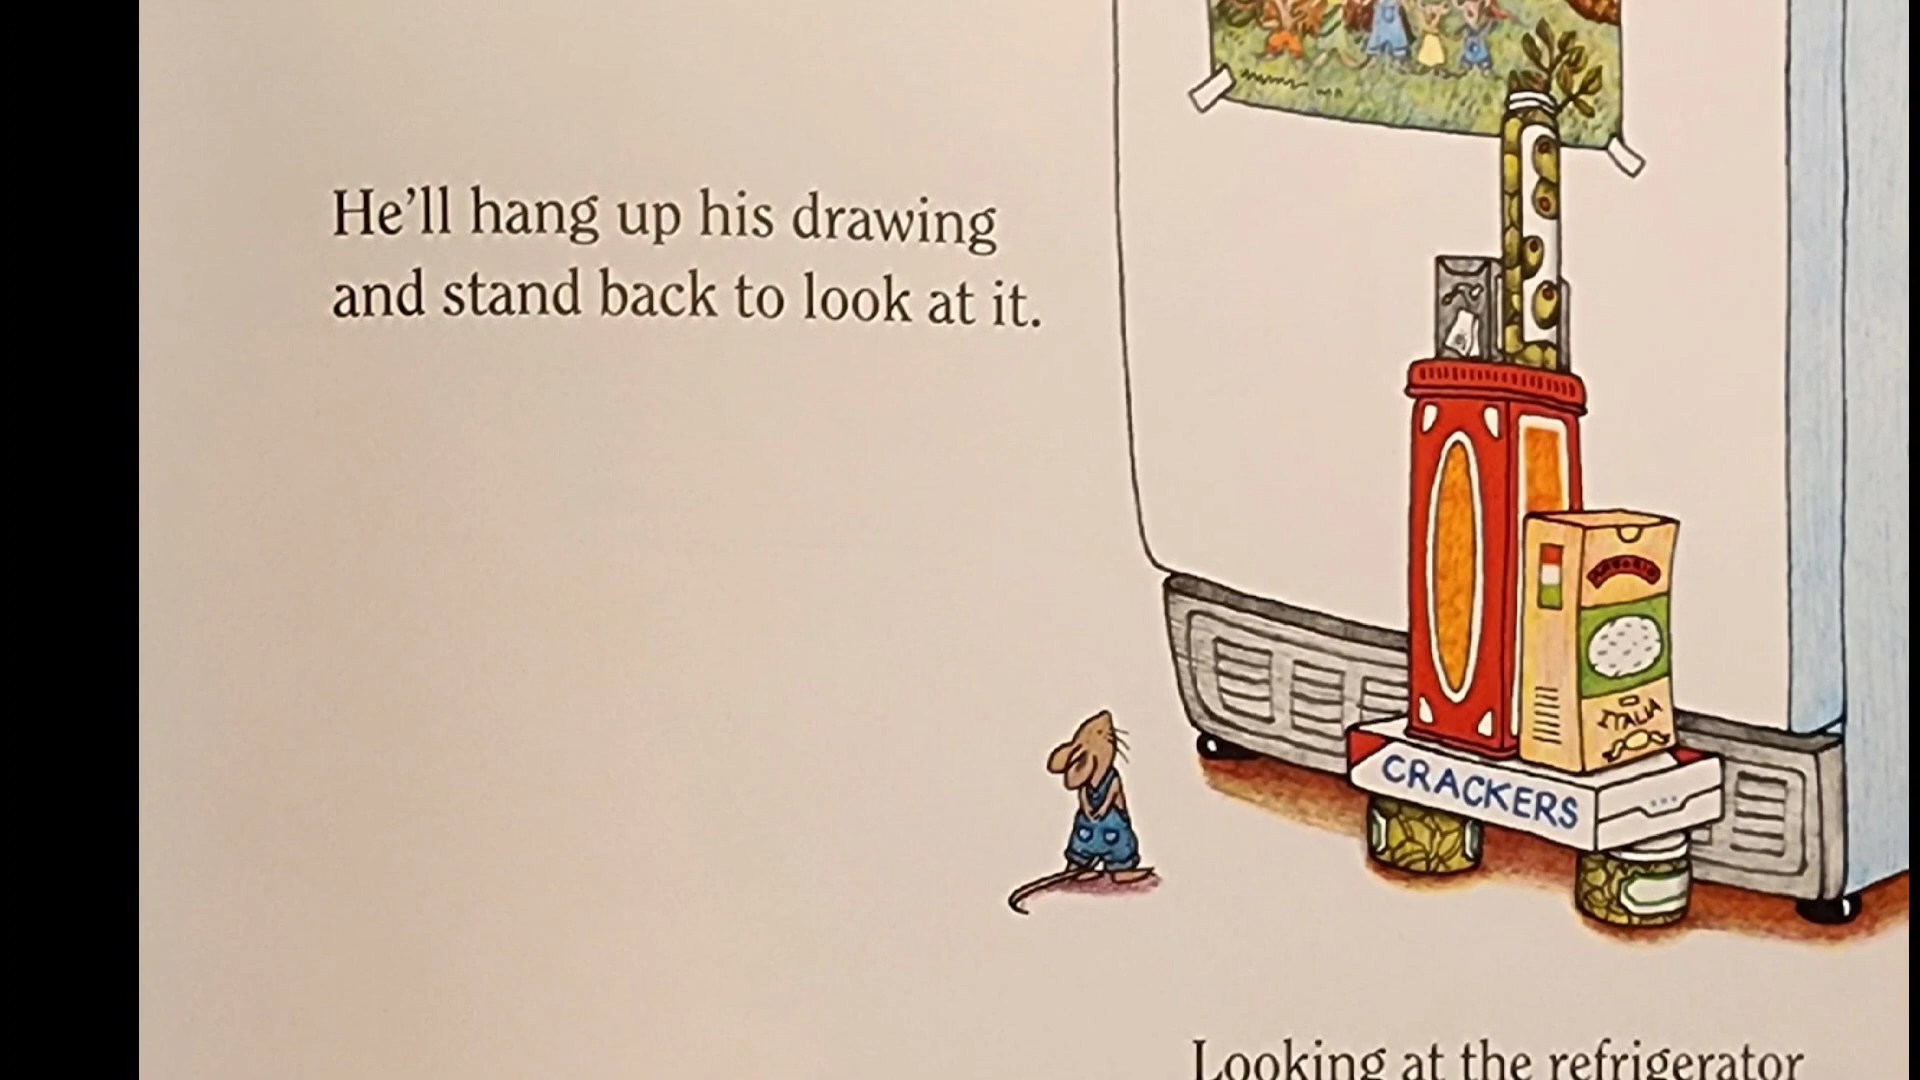 He'll hang up his drawing
and stand back to look at it.
ITALIA
CRACKERS
Looking at the refrigerator